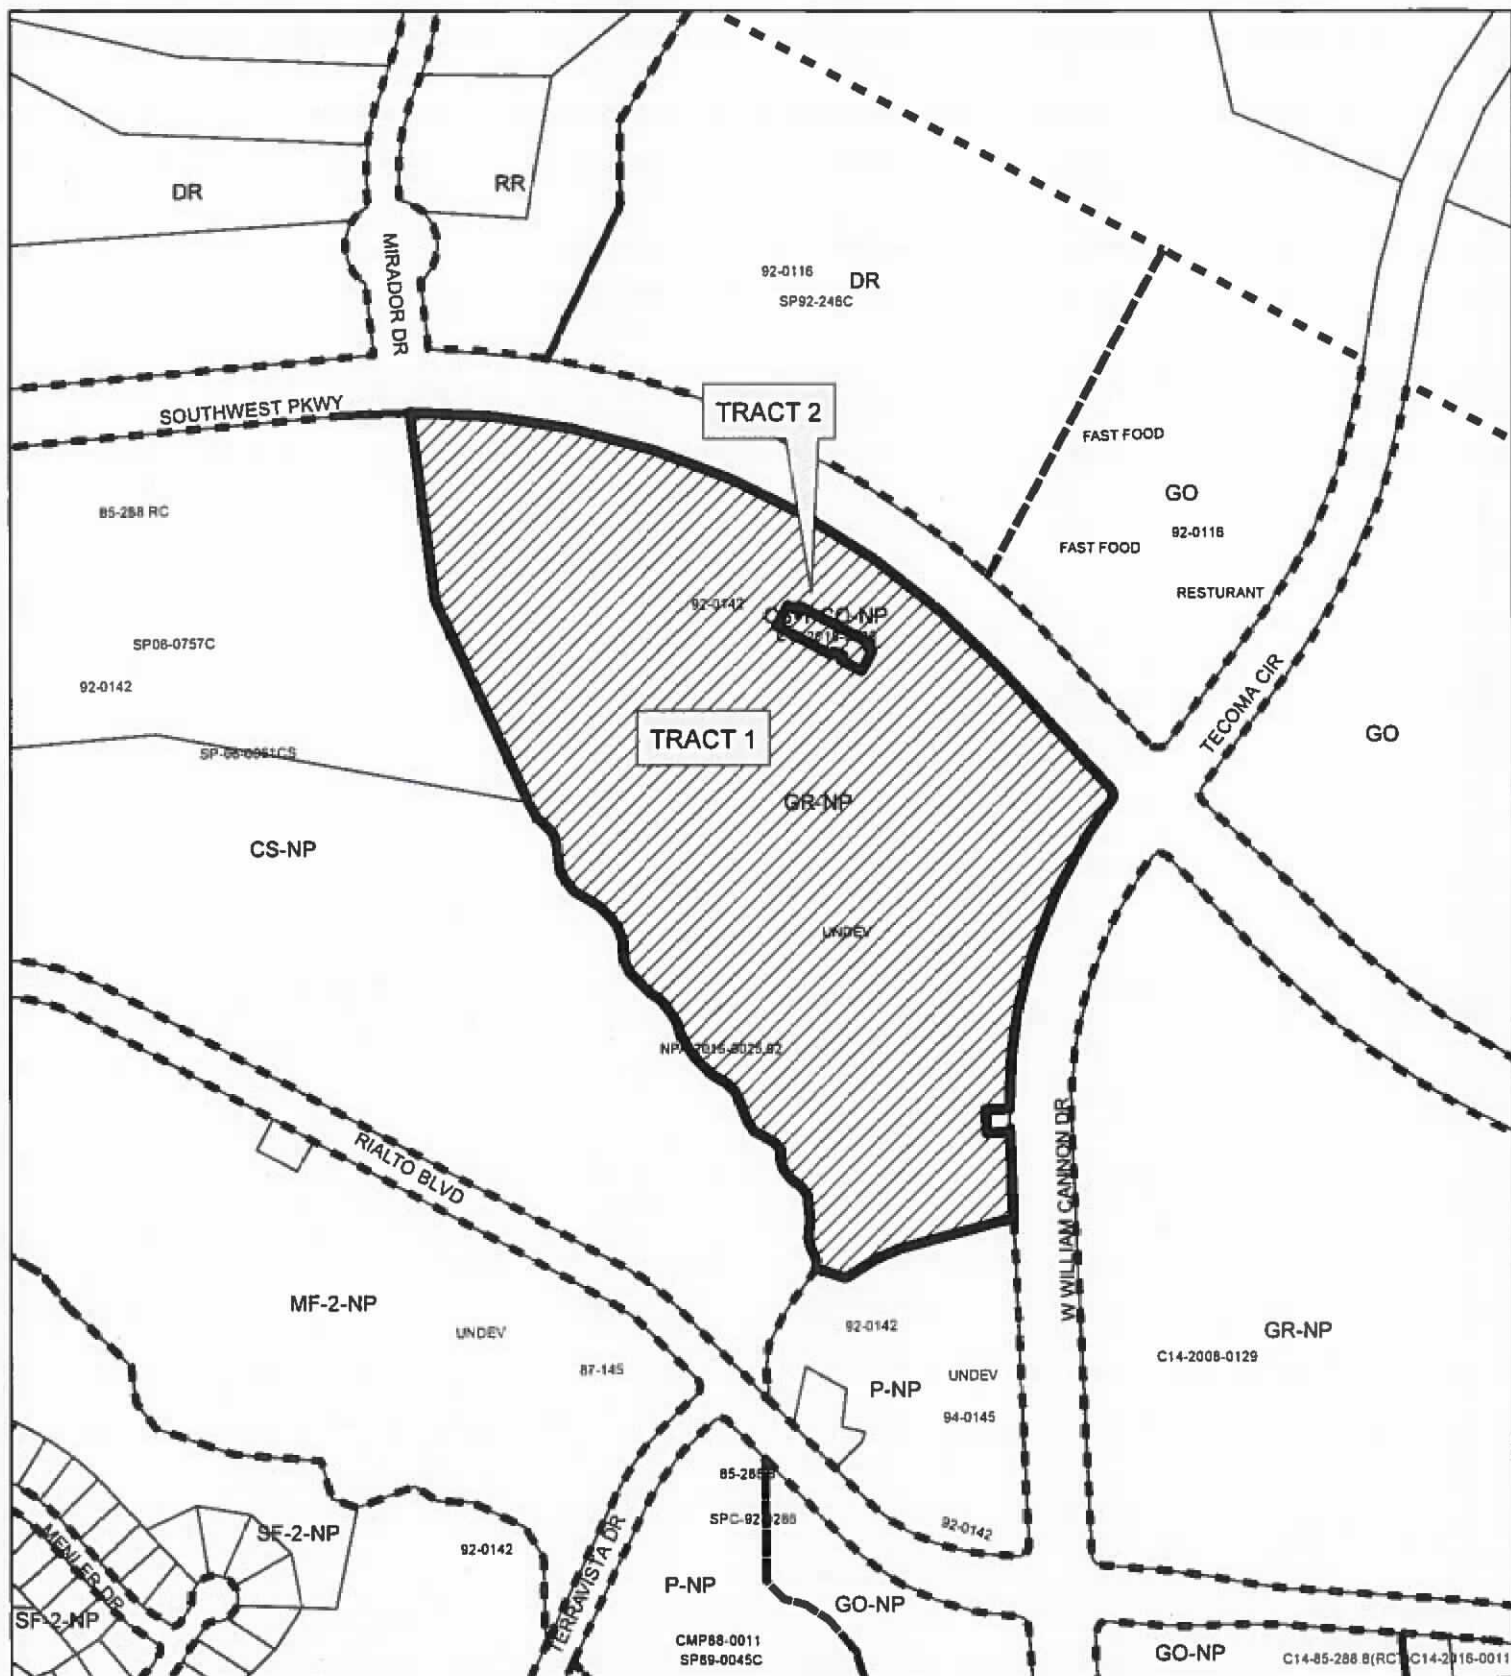 DR
RR
MIRADOR DR
92-0116
DR
SP92-246C
SOUTHWEST PKWY
TRACT 2
FAST FOOD
GO
92-0116
FAST FOOD
RESTURANT
85-288 RC
92-0142
SP06-0757C
92-0142
TECOMA CIR
GO
TRACT 1
GR-NP
CS-NP
UNDEV
RIALTO BLVD
W WILLIAM CANNON DR
MF-2-NP
UNDEV
87-145
92-0142
P-NP
UNDEV
94-0145
GR-NP
C14-2008-0129
92-0142
SF-2-NP
92-0142
MENLER DR
SF-2-NP
TERRAVISTA DR
P-NP
GO-NP
CMP88-0011
SP89-0045C
GO-NP